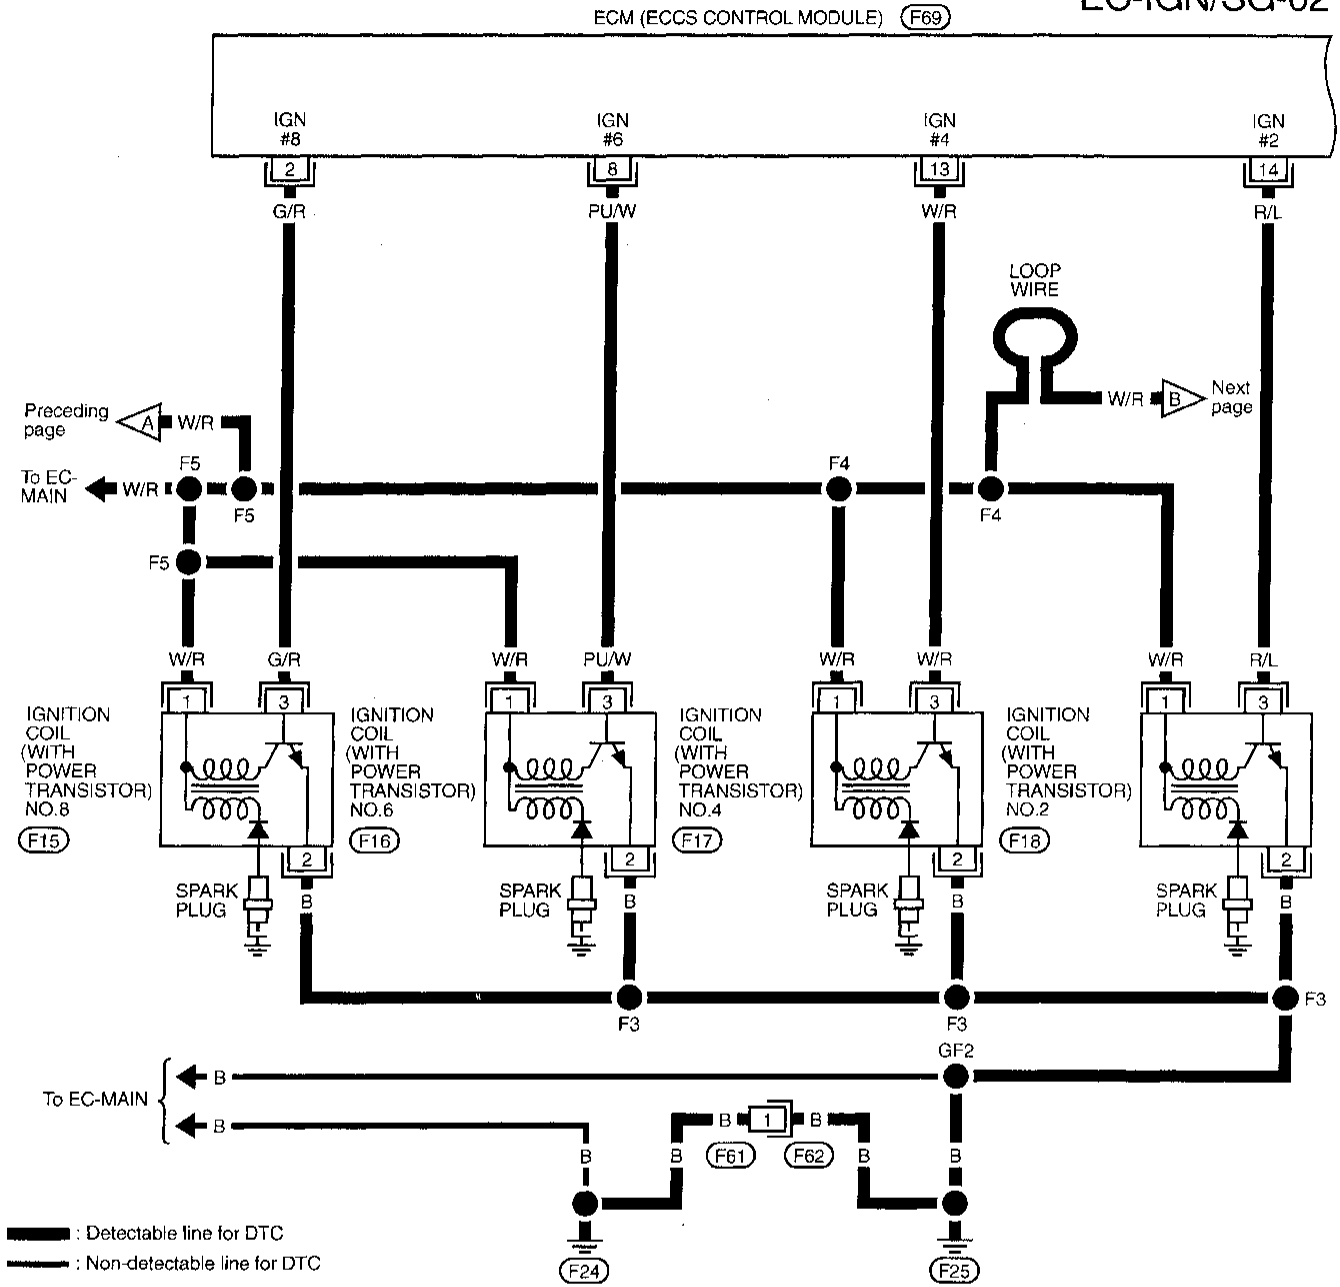 EC-IGN/SG-02
ECM (ECCS CONTROL MODULE) F69
IGN #8
IGN #6
IGN #4
IGN #2
2
8
13
14
G/R
PU/W
W/R
R/L
LOOP WIRE
Preceding page
A
W/R
W/R
B
Next page
To EC-MAIN
W/R
F5
F5
F4
F4
F5
W/R
G/R
W/R
PU/W
W/R
W/R
W/R
R/L
1
3
1
3
1
3
1
3
IGNITION COIL (WITH POWER TRANSISTOR) NO.8
F15
IGNITION COIL (WITH POWER TRANSISTOR) NO.6
F16
IGNITION COIL (WITH POWER TRANSISTOR) NO.4
F17
IGNITION COIL (WITH POWER TRANSISTOR) NO.2
F18
2
2
2
2
SPARK PLUG
B
SPARK PLUG
B
SPARK PLUG
B
SPARK PLUG
B
F3
F3
F3
GF2
To EC-MAIN
B
B
B
B
F61
1
B
F62
B
B
B
F24
F25
: Detectable line for DTC
: Non-detectable line for DTC